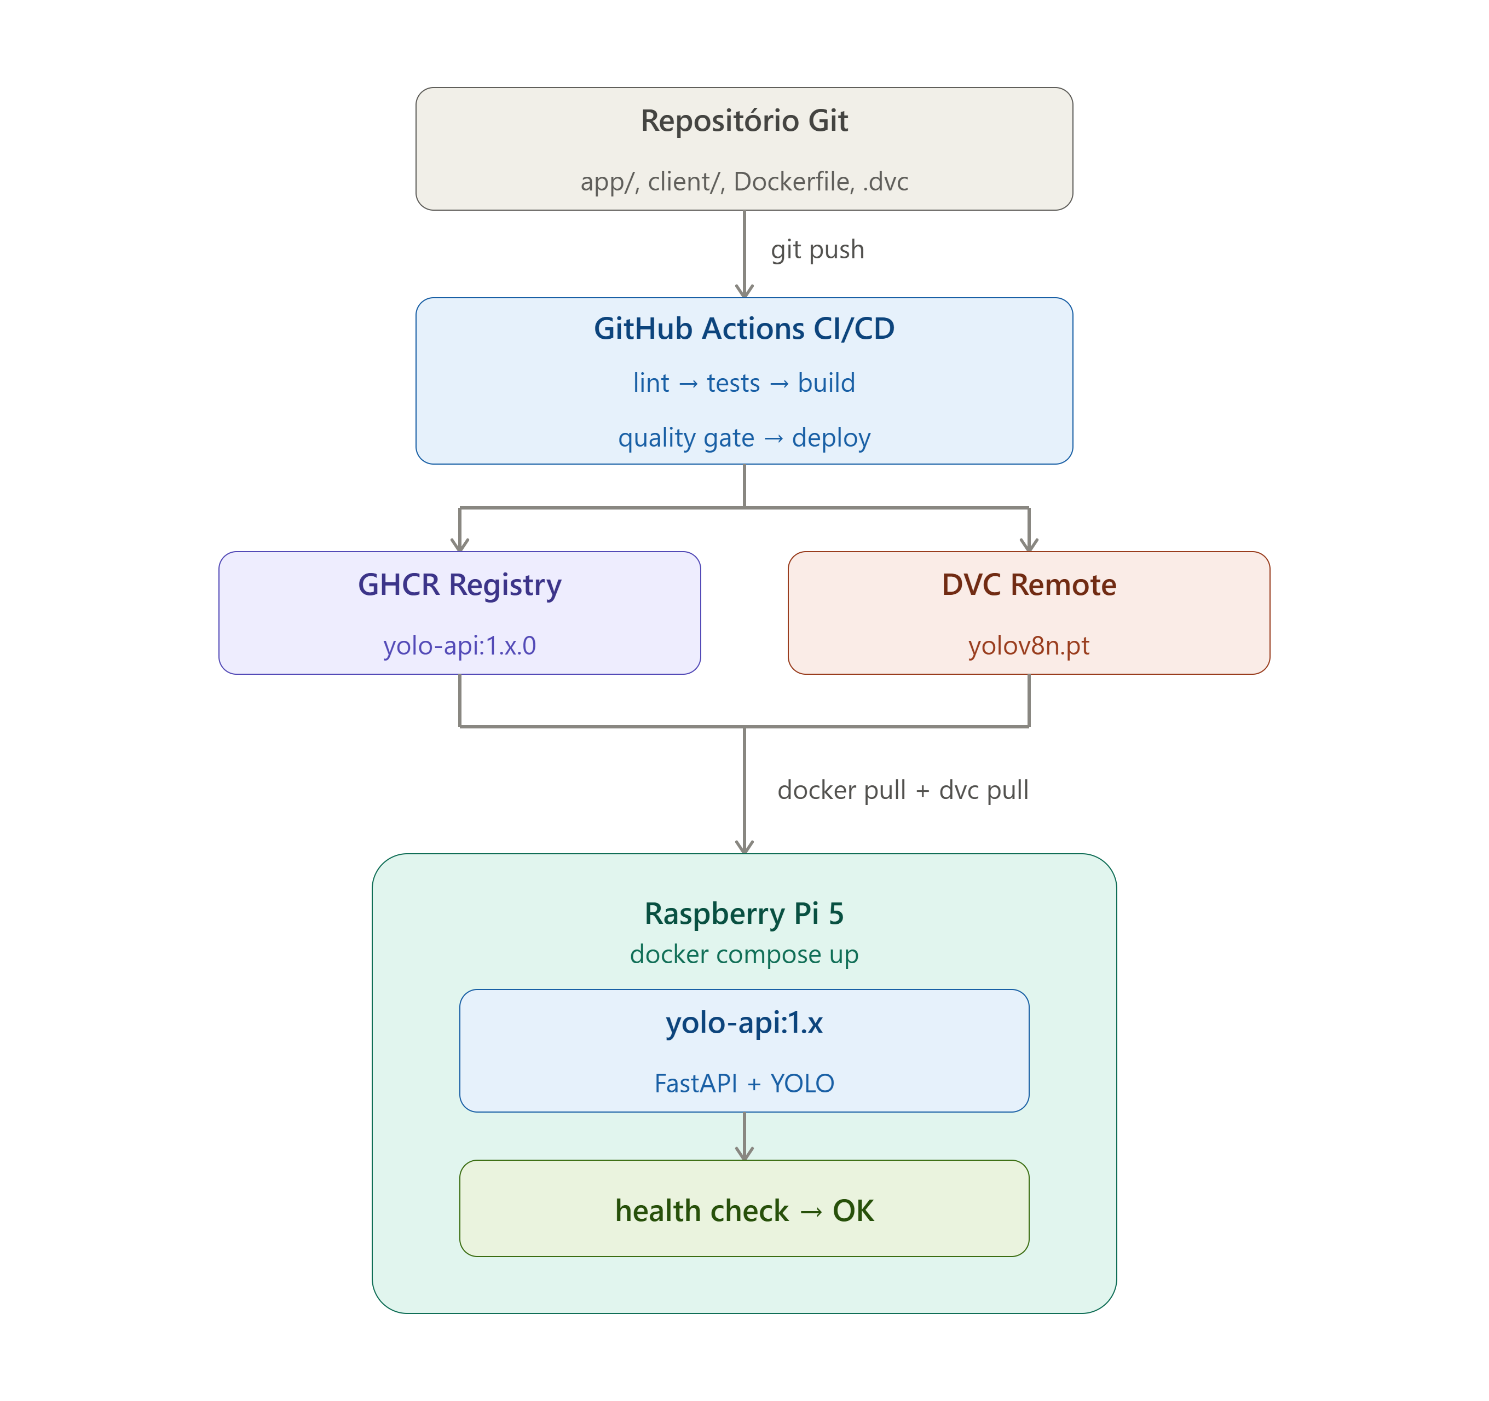 Repositório Git
app/, client/, Dockerfile, .dvc
git push
GitHub Actions CI/CD
lint → tests → build
quality gate → deploy
GHCR Registry
yolo-api:1.x.0
DVC Remote
yolov8n.pt
docker pull + dvc pull
Raspberry Pi 5
docker compose up
yolo-api:1.x
FastAPI + YOLO
health check → OK